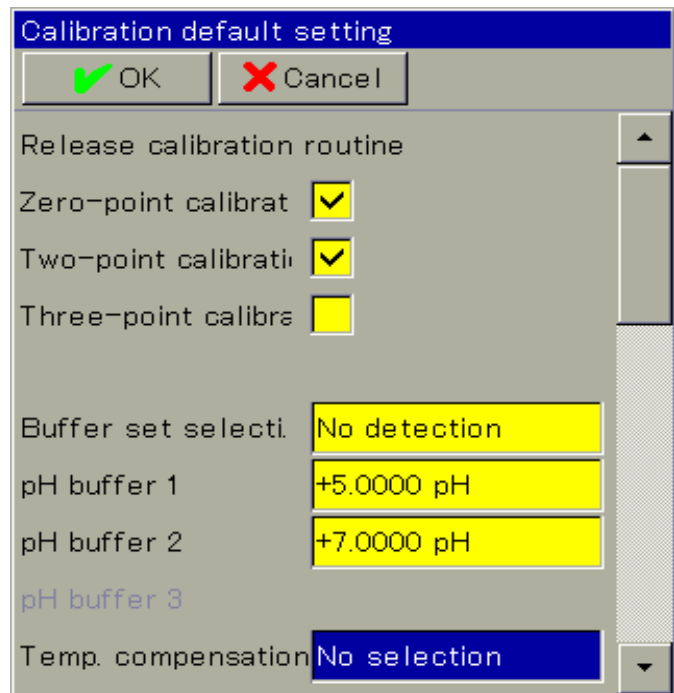 Calibration default setting
OK Cancel
Release calibration routine
Zero-point calibrat
Two-point calibrati
Three-point calibra
Buffer set selecti. No detection
pH buffer 1 +5.0000 pH
pH buffer 2 +7.0000 pH
pH buffer 3
Temp. compensation No selection